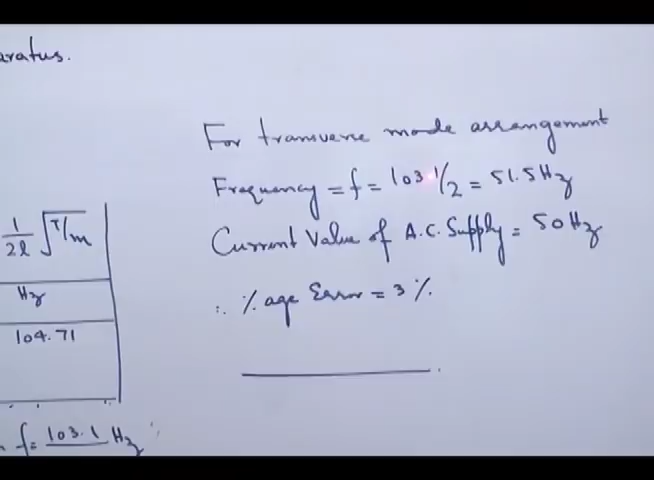 aratus.
For transverse mode arrangement
Frequency = f = 103.1/2 = 51.5 Hz
Current Value of A.C. Supply = 50 Hz
∴ % age Error = 3 %.
1/2l √T/m
Hz
104.71
f = 103.1 Hz